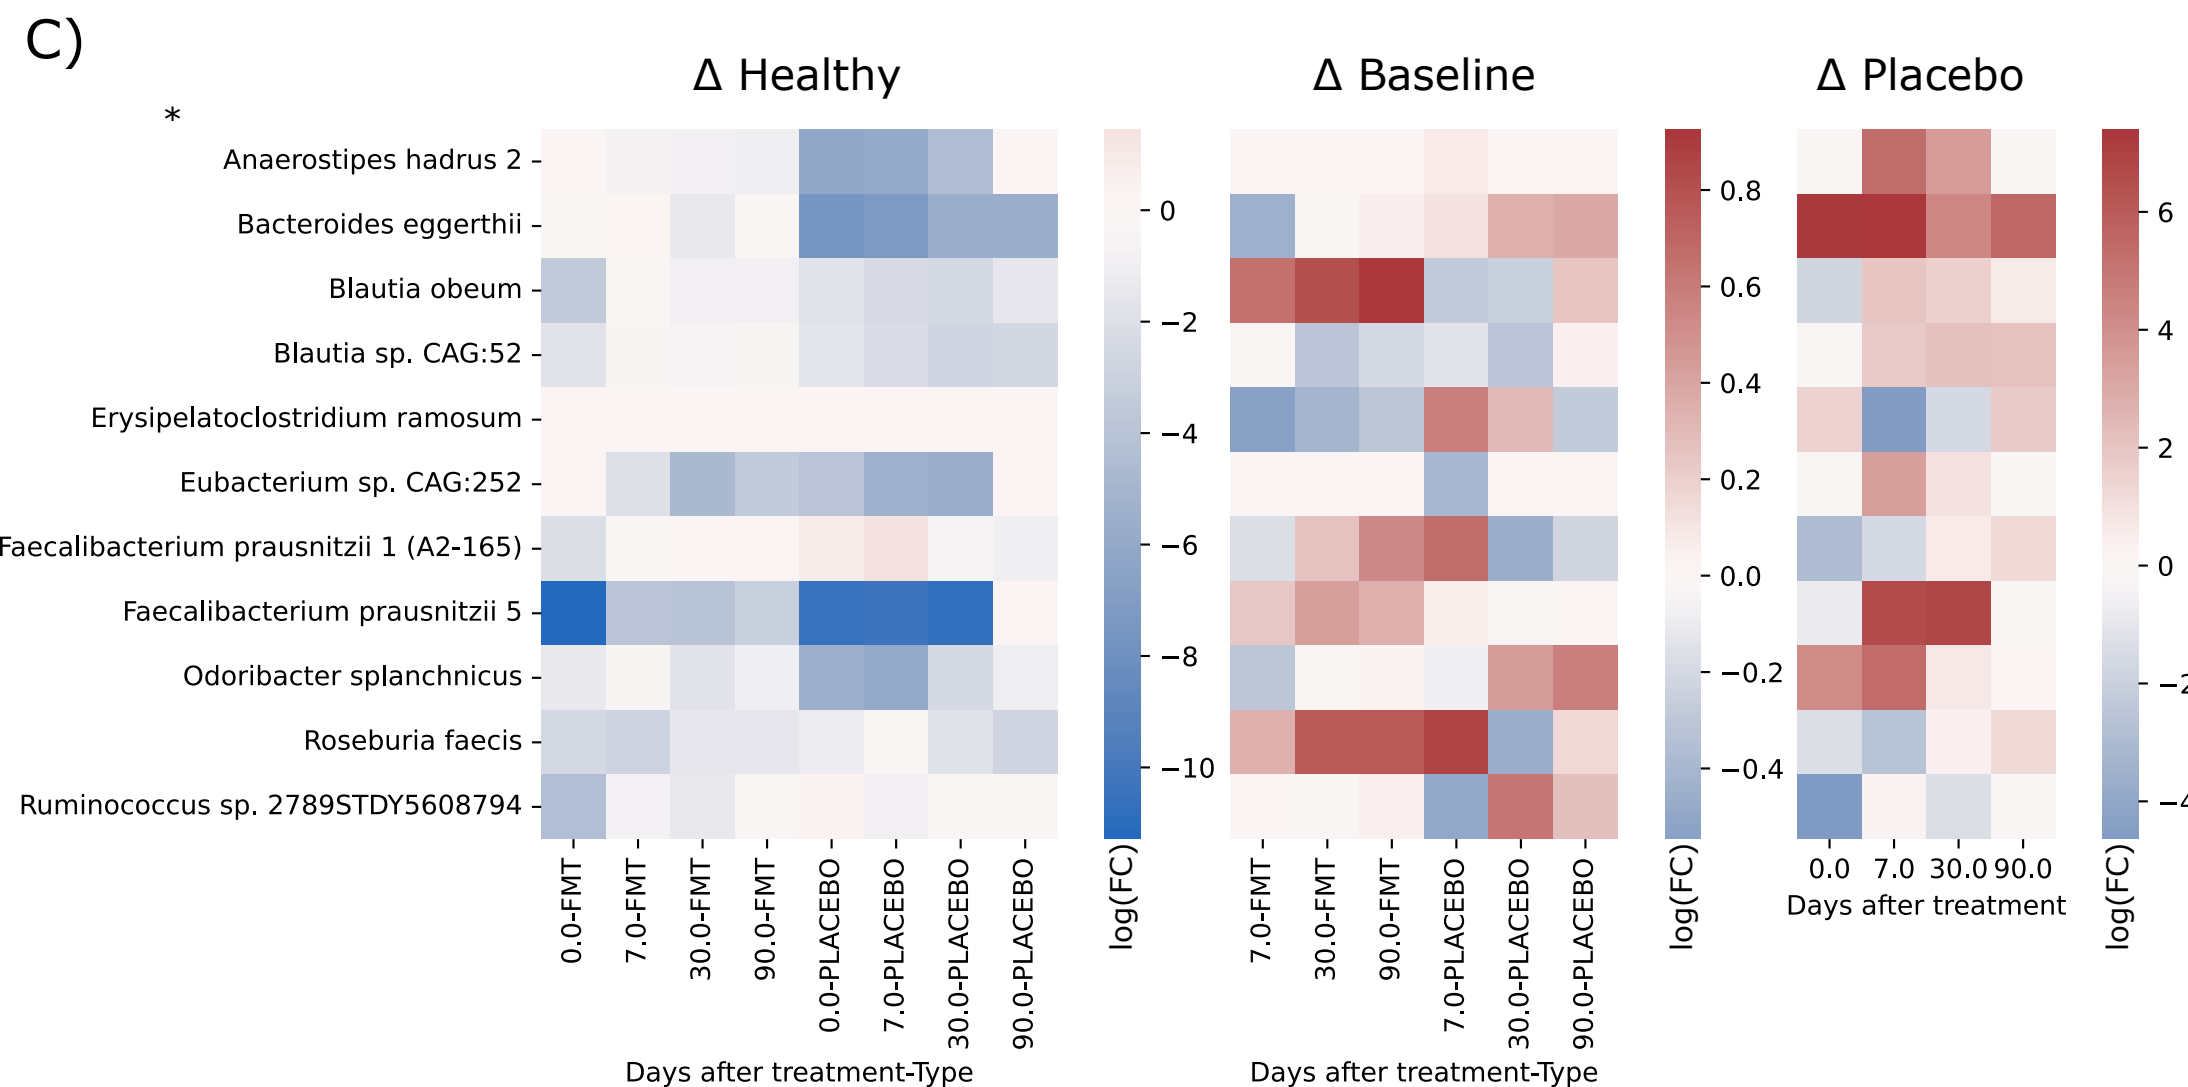 C)
Δ Healthy
Δ Baseline
Δ Placebo
*
Anaerostipes hadrus 2
Bacteroides eggerthii
Blautia obeum
Blautia sp. CAG:52
Erysipelatoclostridium ramosum
Eubacterium sp. CAG:252
Faecalibacterium prausnitzii 1 (A2-165)
Faecalibacterium prausnitzii 5
Odoribacter splanchnicus
Roseburia faecis
Ruminococcus sp. 2789STDY5608794
0.0-FMT
7.0-FMT
30.0-FMT
90.0-FMT
0.0-PLACEBO
7.0-PLACEBO
30.0-PLACEBO
90.0-PLACEBO
Days after treatment-Type
0
−2
−4
−6
−8
−10
log(FC)
7.0-FMT
30.0-FMT
90.0-FMT
7.0-PLACEBO
30.0-PLACEBO
90.0-PLACEBO
Days after treatment-Type
0.8
0.6
0.4
0.2
0.0
−0.2
−0.4
log(FC)
0.0 7.0 30.0 90.0
Days after treatment
6
4
2
0
−2
−4
log(FC)